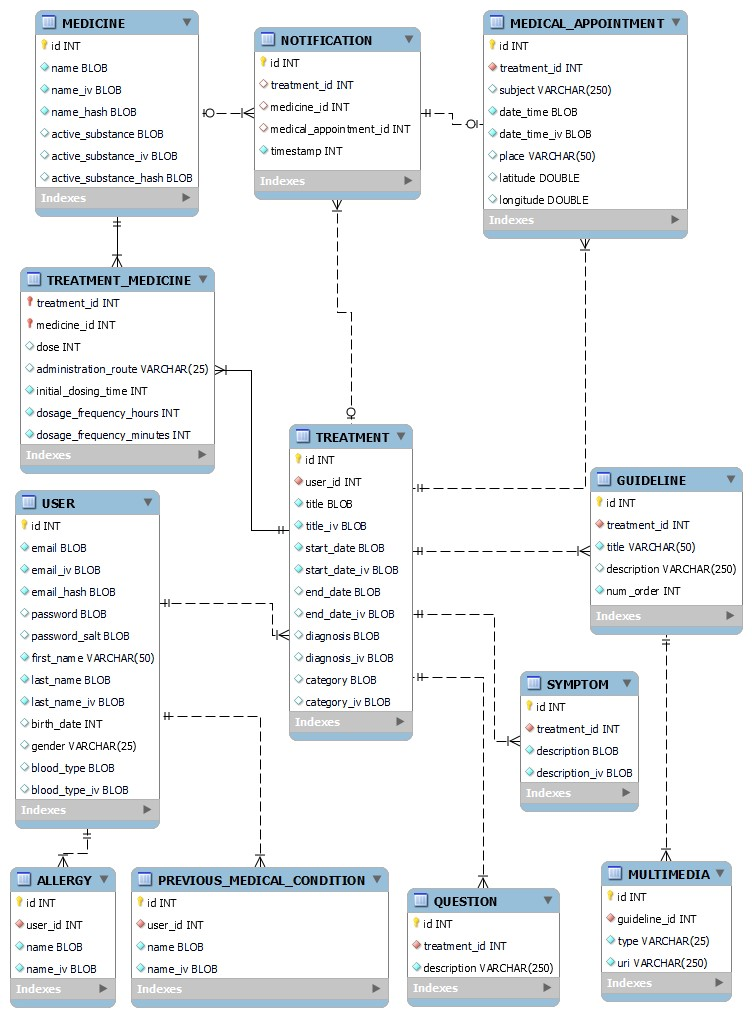 MEDICINE
id INT
name BLOB
name_iv BLOB
name_hash BLOB
active_substance BLOB
active_substance_iv BLOB
active_substance_hash BLOB
Indexes
NOTIFICATION
id INT
treatment_id INT
medicine_id INT
medical_appointment_id INT
timestamp INT
Indexes
MEDICAL_APPOINTMENT
id INT
treatment_id INT
subject VARCHAR(250)
date_time BLOB
date_time_iv BLOB
place VARCHAR(50)
latitude DOUBLE
longitude DOUBLE
Indexes
TREATMENT_MEDICINE
treatment_id INT
medicine_id INT
dose INT
administration_route VARCHAR(25)
initial_dosing_time INT
dosage_frequency_hours INT
dosage_frequency_minutes INT
Indexes
TREATMENT
id INT
user_id INT
title BLOB
title_iv BLOB
start_date BLOB
start_date_iv BLOB
end_date BLOB
end_date_iv BLOB
diagnosis BLOB
diagnosis_iv BLOB
category BLOB
category_iv BLOB
Indexes
GUIDELINE
id INT
treatment_id INT
title VARCHAR(50)
description VARCHAR(250)
num_order INT
Indexes
USER
id INT
email BLOB
email_iv BLOB
email_hash BLOB
password BLOB
password_salt BLOB
first_name VARCHAR(50)
last_name BLOB
last_name_iv BLOB
birth_date INT
gender VARCHAR(25)
blood_type BLOB
blood_type_iv BLOB
Indexes
SYMPTOM
id INT
treatment_id INT
description BLOB
description_iv BLOB
Indexes
ALLERGY
id INT
user_id INT
name BLOB
name_iv BLOB
Indexes
PREVIOUS_MEDICAL_CONDITION
id INT
user_id INT
name BLOB
name_iv BLOB
Indexes
QUESTION
id INT
treatment_id INT
description VARCHAR(250)
Indexes
MULTIMEDIA
id INT
guideline_id INT
type VARCHAR(25)
uri VARCHAR(250)
Indexes